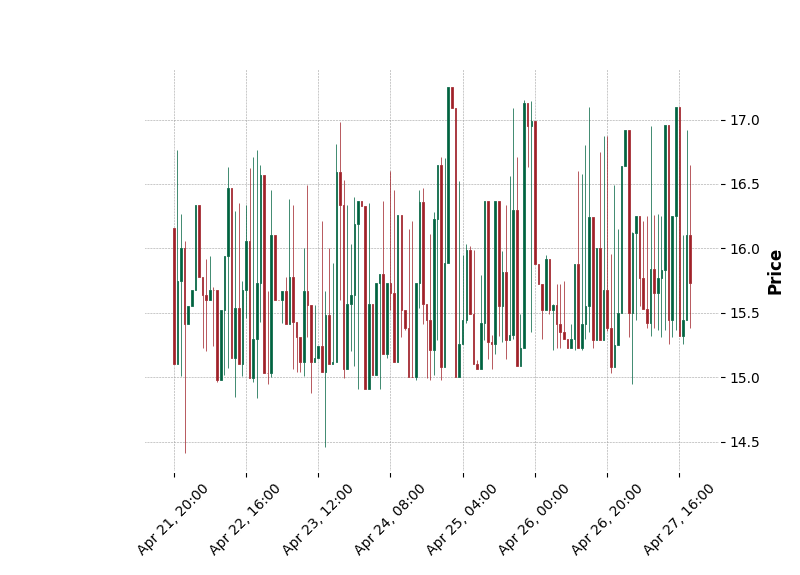 17.0
16.5
16.0
15.5
15.0
14.5
Price
Apr 21, 20:00
Apr 22, 16:00
Apr 23, 12:00
Apr 24, 08:00
Apr 25, 04:00
Apr 26, 00:00
Apr 26, 20:00
Apr 27, 16:00